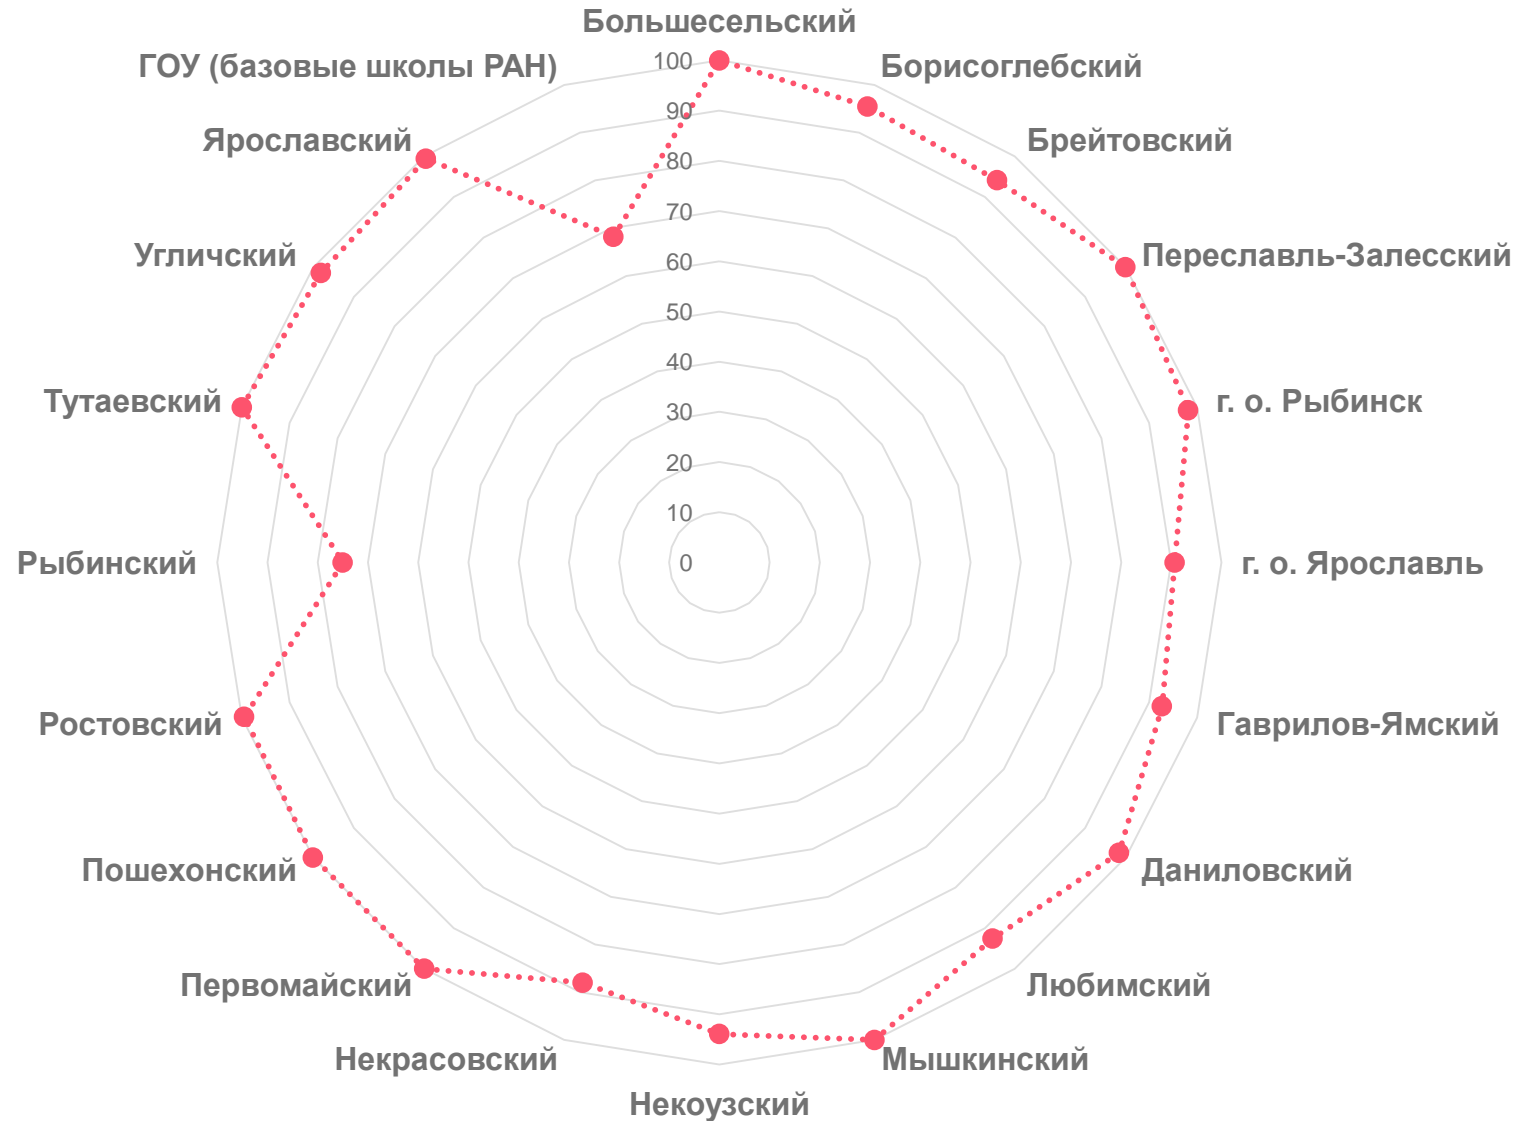 Большесельский
ГОУ (базовые школы РАН)
100
Борисоглебский
90
Ярославский
Брейтовский
80
70
Угличский
Переславль-Залесский
60
50
40
Тутаевский
г. о. Рыбинск
30
20
10
Рыбинский
0
г. о. Ярославль
Ростовский
Гаврилов-Ямский
Пошехонский
Даниловский
Первомайский
Любимский
Некрасовский
Мышкинский
Некоузский